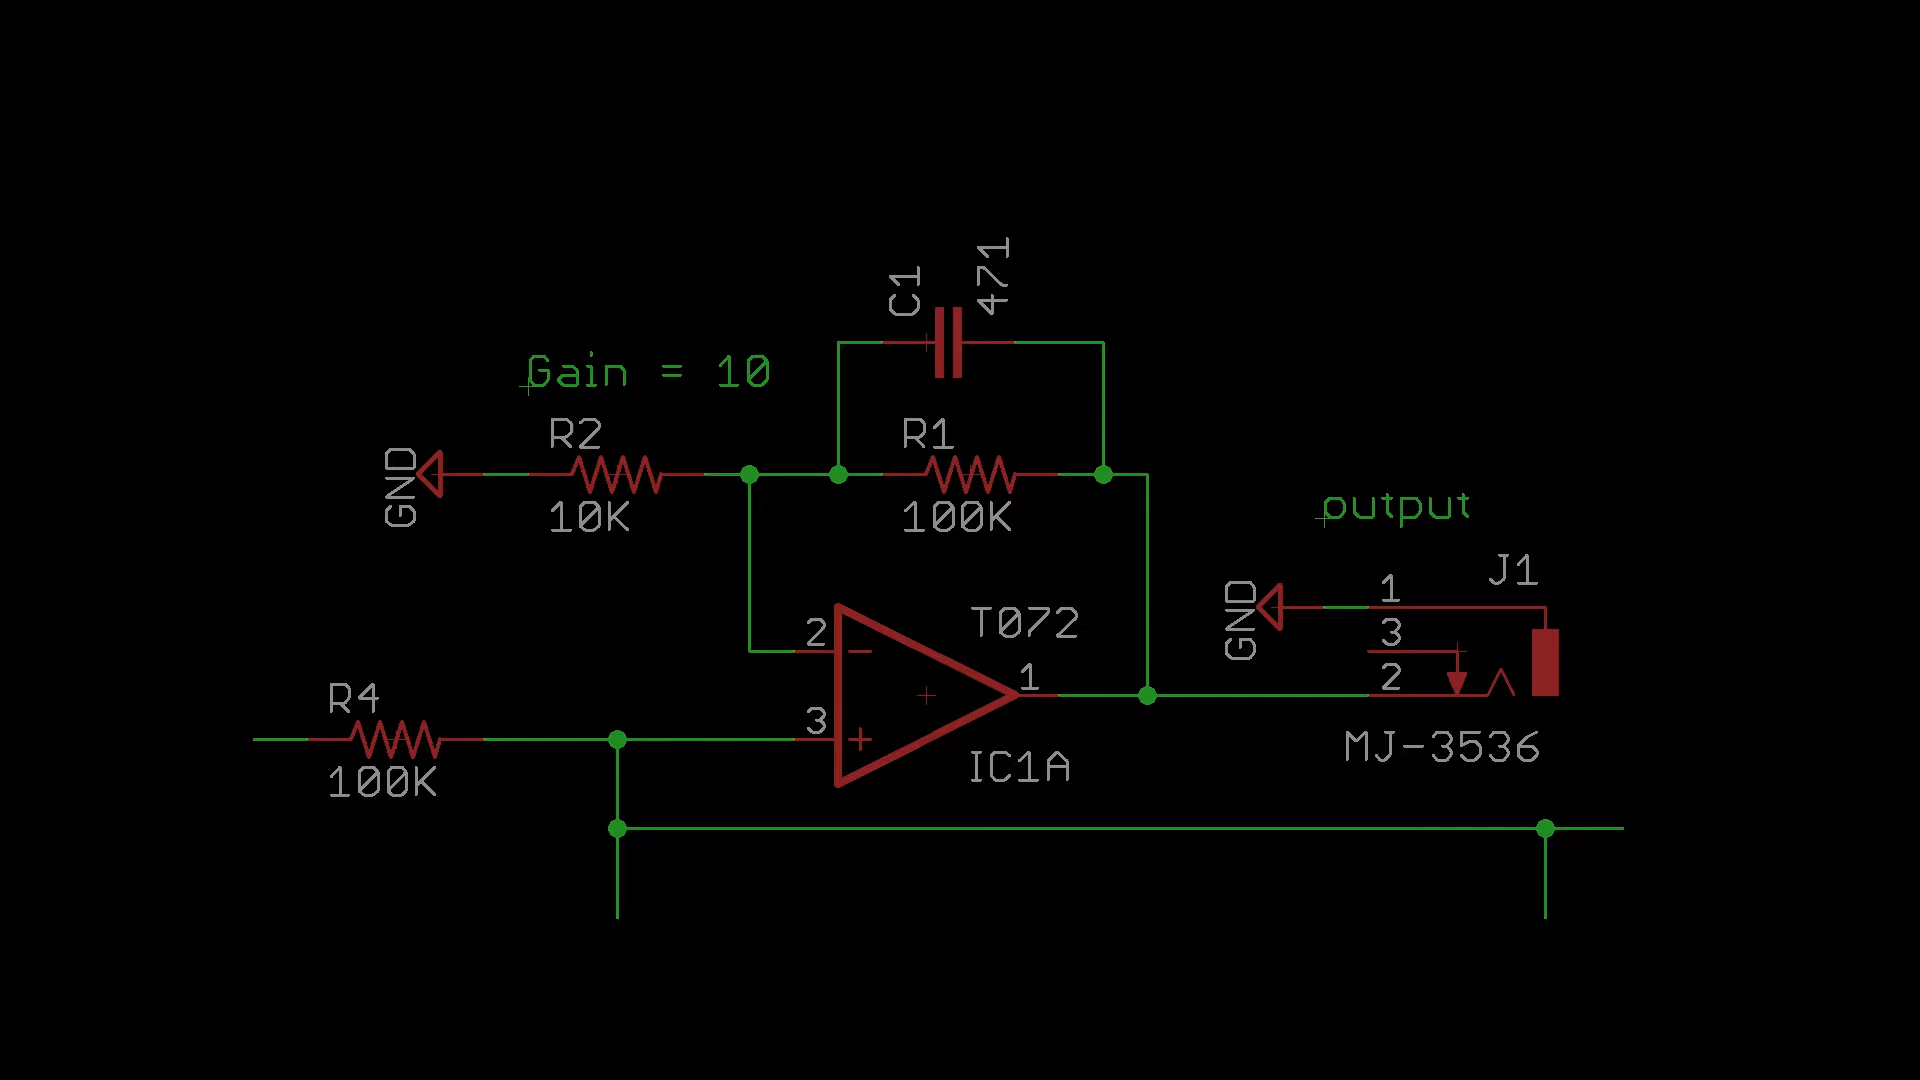 C1
471
Gain = 10
R2
R1
GND
10K
100K
output
J1
GND
1
3
2
MJ-3536
T072
2
1
3
IC1A
R4
100K